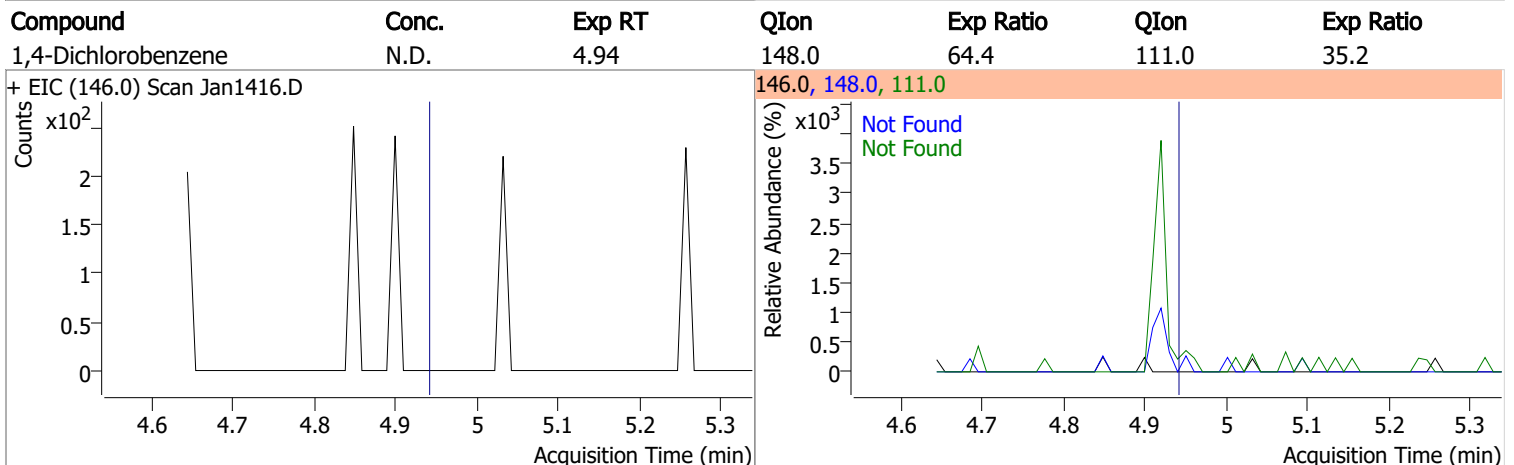 Compound Conc. Exp RT QIon Exp Ratio QIon Exp Ratio
1,4-Dichlorobenzene N.D. 4.94 148.0 64.4 111.0 35.2
+ EIC (146.0) Scan Jan1416.D
Counts
x10²
2
1.5
1
0.5
0
4.6 4.7 4.8 4.9 5 5.1 5.2 5.3
Acquisition Time (min)
146.0, 148.0, 111.0
Relative Abundance (%)
x10³
Not Found
Not Found
3.5
3
2.5
2
1.5
1
0.5
0
4.6 4.7 4.8 4.9 5 5.1 5.2 5.3
Acquisition Time (min)